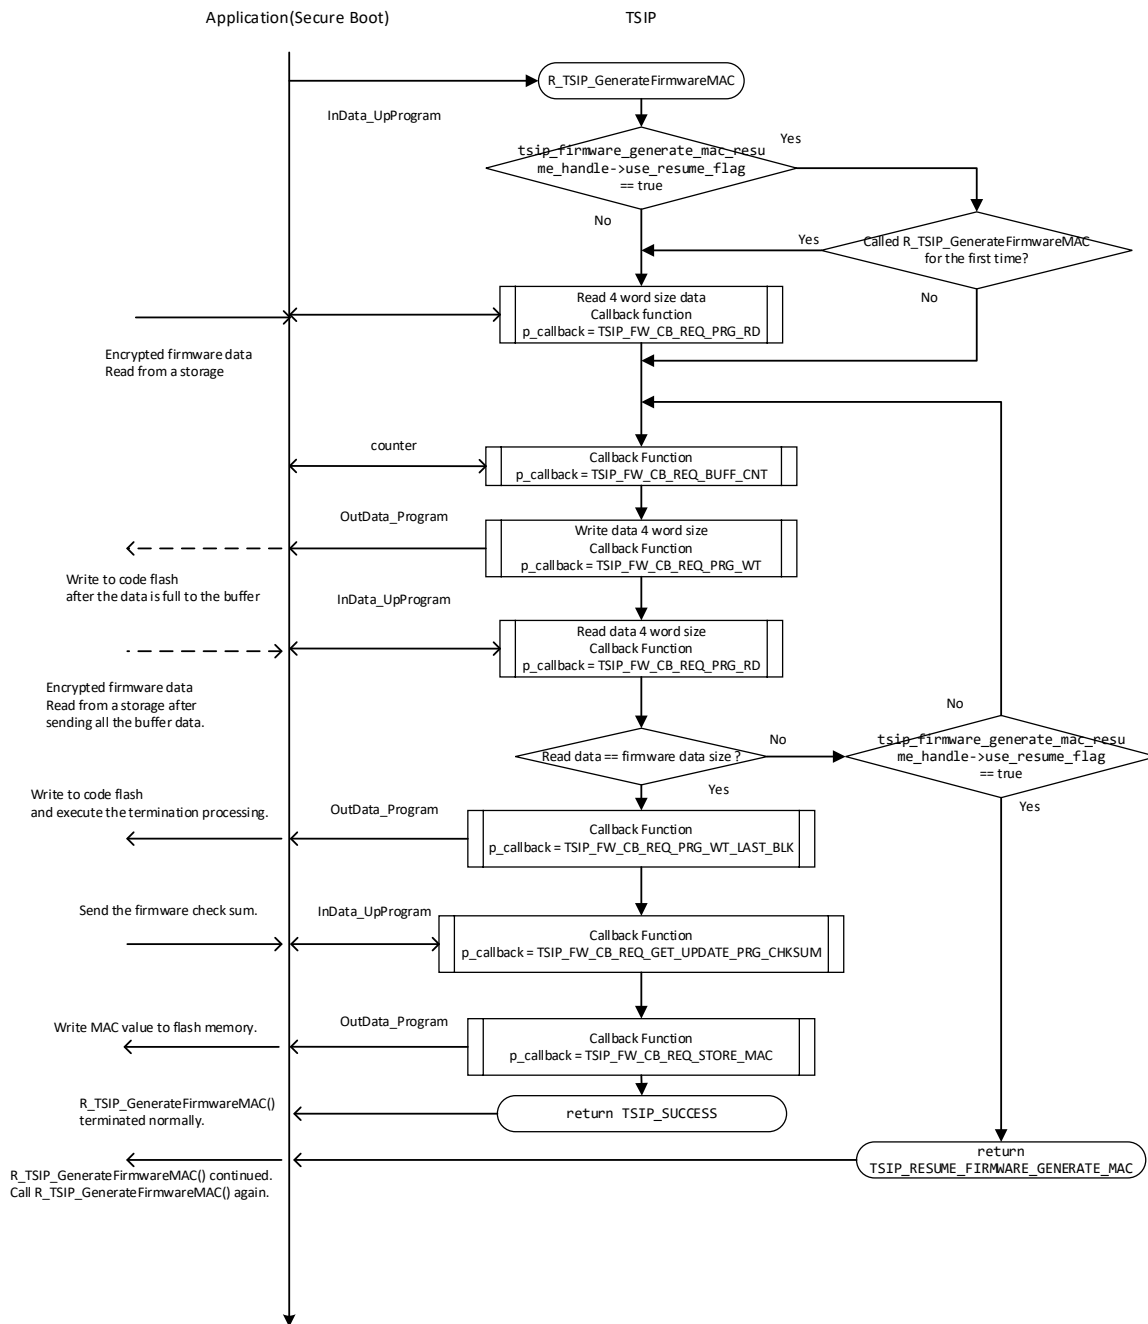 Application(Secure Boot)
TSIP
R_TSIP_GenerateFirmwareMAC
InData_UpProgram
Yes
tsip_firmware_generate_mac_resu
me_handle->use_resume_flag
== true
No
Yes
Called R_TSIP_GenerateFirmwareMAC
for the first time?
No
Read 4 word size data
Callback function
p_callback = TSIP_FW_CB_REQ_PRG_RD
Encrypted firmware data
Read from a storage
counter
Callback Function
p_callback = TSIP_FW_CB_REQ_BUFF_CNT
OutData_Program
Write data 4 word size
Callback Function
p_callback = TSIP_FW_CB_REQ_PRG_WT
Write to code flash
after the data is full to the buffer
InData_UpProgram
Read data 4 word size
Callback Function
p_callback = TSIP_FW_CB_REQ_PRG_RD
Encrypted firmware data
Read from a storage after
sending all the buffer data.
No
tsip_firmware_generate_mac_resu
me_handle->use_resume_flag
== true
No
Read data == firmware data size ?
Yes
Yes
Write to code flash
and execute the termination processing.
OutData_Program
Callback Function
p_callback = TSIP_FW_CB_REQ_PRG_WT_LAST_BLK
Send the firmware check sum.
InData_UpProgram
Callback Function
p_callback = TSIP_FW_CB_REQ_GET_UPDATE_PRG_CHKSUM
Write MAC value to flash memory.
OutData_Program
Callback Function
p_callback = TSIP_FW_CB_REQ_STORE_MAC
R_TSIP_GenerateFirmwareMAC()
terminated normally.
return TSIP_SUCCESS
return
TSIP_RESUME_FIRMWARE_GENERATE_MAC
R_TSIP_GenerateFirmwareMAC() continued.
Call R_TSIP_GenerateFirmwareMAC() again.